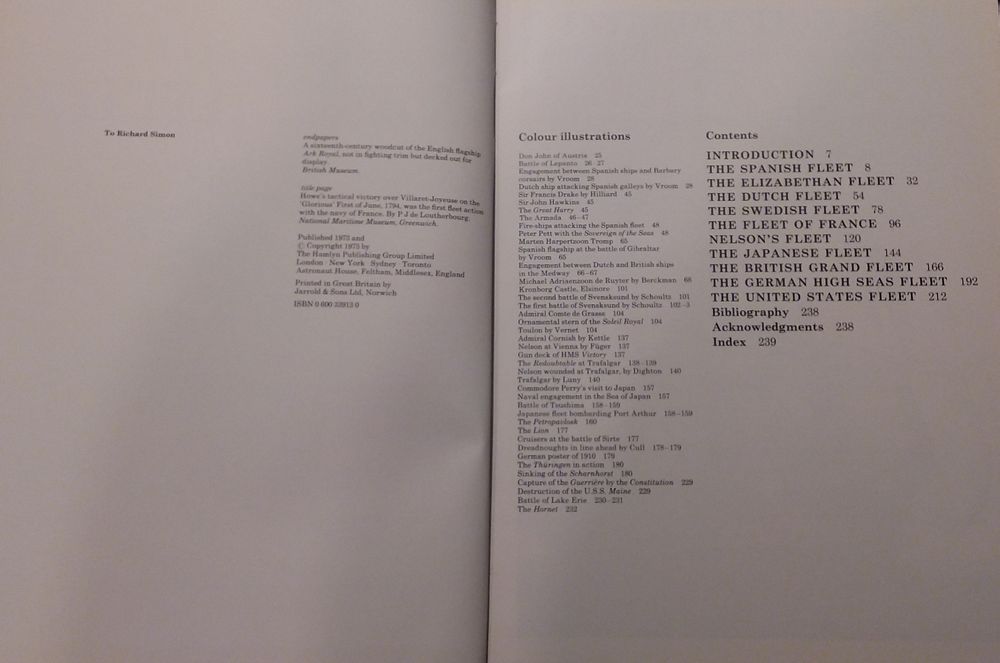 To Richard Simon
endpapers
A sixteenth-century woodcut of the English flagship
Ark Royal, not in fighting trim but decked out for
display.
British Museum.
title page
Howe's tactical victory over Villaret-Joyeuse on the
'Glorious' First of June, 1794, was the first fleet action
with the navy of France. By P J de Loutherbourg.
National Maritime Museum, Greenwich.
Published 1973 and
© Copyright 1973 by
The Hamlyn Publishing Group Limited
London · New York · Sydney · Toronto
Astronaut House, Feltham, Middlesex, England
Printed in Great Britain by
Jarrold & Sons Ltd, Norwich
ISBN 0 600 33913 0
Colour illustrations
Don John of Austria 25
Battle of Lepanto 26–27
Engagement between Spanish ships and Barbary
corsairs by Vroom 28
Dutch ship attacking Spanish galleys by Vroom 28
Sir Francis Drake by Hilliard 45
Sir John Hawkins 45
The Great Harry 45
The Armada 46–47
Fire-ships attacking the Spanish fleet 48
Peter Pett with the Sovereign of the Seas 48
Marten Harpertszoon Tromp 65
Spanish flagship at the battle of Gibraltar
by Vroom 65
Engagement between Dutch and British ships
in the Medway 66–67
Michael Adriaenzoon de Ruyter by Berckman 68
Kronborg Castle, Elsinore 101
The second battle of Svensksund by Schoultz 101
The first battle of Svensksund by Schoultz 102–3
Admiral Comte de Grasse 104
Ornamental stern of the Soleil Royal 104
Toulon by Vernet 104
Admiral Cornish by Kettle 137
Nelson at Vienna by Füger 137
Gun deck of HMS Victory 137
The Redoubtable at Trafalgar 138–139
Nelson wounded at Trafalgar, by Dighton 140
Trafalgar by Luny 140
Commodore Perry's visit to Japan 157
Naval engagement in the Sea of Japan 157
Battle of Tsushima 158–159
Japanese fleet bombarding Port Arthur 158–159
The Petropavlosk 160
The Lion 177
Cruisers at the battle of Sirte 177
Dreadnoughts in line ahead by Cull 178–179
German poster of 1910 179
The Thüringen in action 180
Sinking of the Scharnhorst 180
Capture of the Guerrière by the Constitution 229
Destruction of the U.S.S. Maine 229
Battle of Lake Erie 230–231
The Hornet 232
Contents
INTRODUCTION 7
THE SPANISH FLEET 8
THE ELIZABETHAN FLEET 32
THE DUTCH FLEET 54
THE SWEDISH FLEET 78
THE FLEET OF FRANCE 96
NELSON'S FLEET 120
THE JAPANESE FLEET 144
THE BRITISH GRAND FLEET 166
THE GERMAN HIGH SEAS FLEET 192
THE UNITED STATES FLEET 212
Bibliography 238
Acknowledgments 238
Index 239